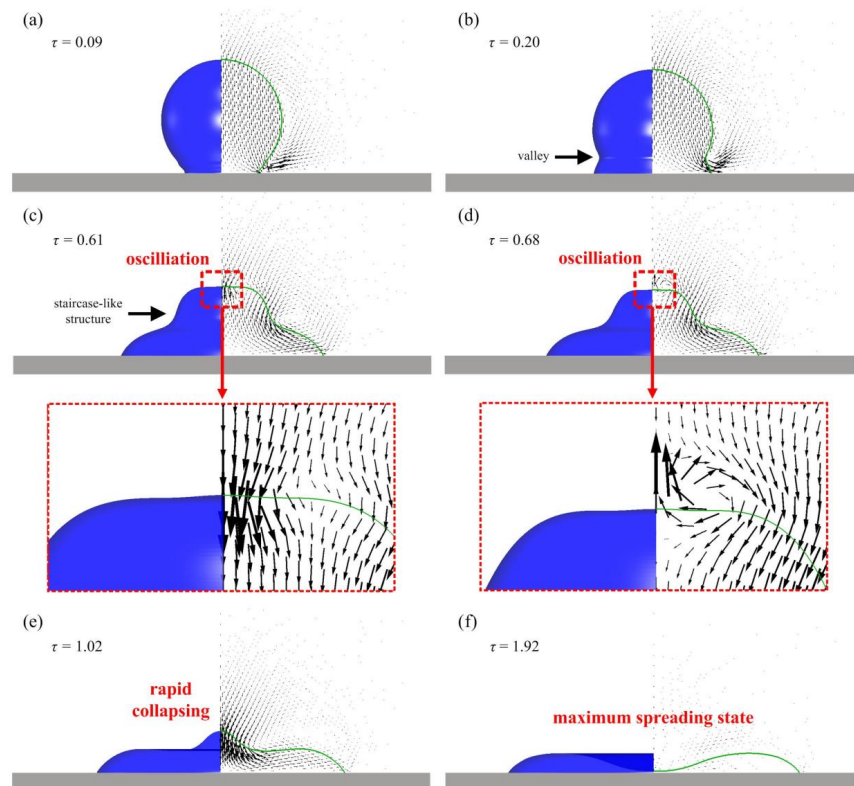 (a)
τ = 0.09
(b)
τ = 0.20
valley
(c)
τ = 0.61
oscilliation
staircase-like
structure
(d)
τ = 0.68
oscilliation
(e)
τ = 1.02
rapid
collapsing
(f)
τ = 1.92
maximum spreading state